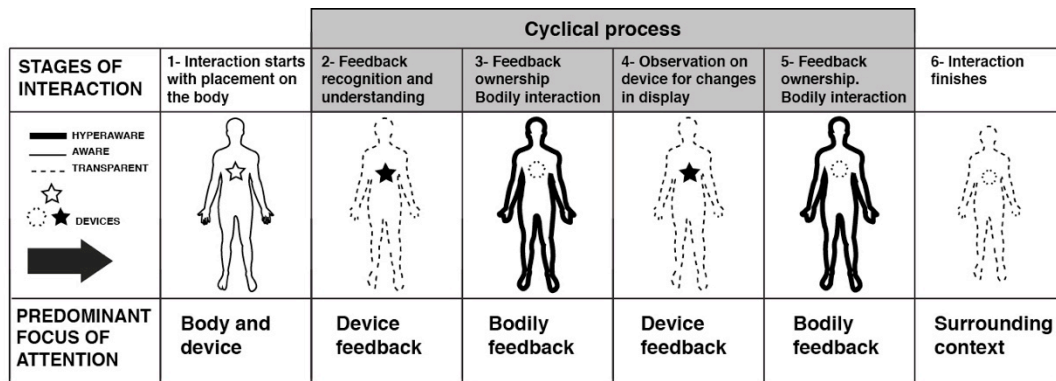 Cyclical process
STAGES OF
INTERACTION
1- Interaction starts
with placement on
the body
2- Feedback
recognition and
understanding
3- Feedback
ownership
Bodily interaction
4- Observation on
device for changes
in display
5- Feedback
ownership.
Bodily interaction
6- Interaction
finishes
HYPERAWARE
AWARE
TRANSPARENT
DEVICES
PREDOMINANT
FOCUS OF
ATTENTION
Body and
device
Device
feedback
Bodily
feedback
Device
feedback
Bodily
feedback
Surrounding
context